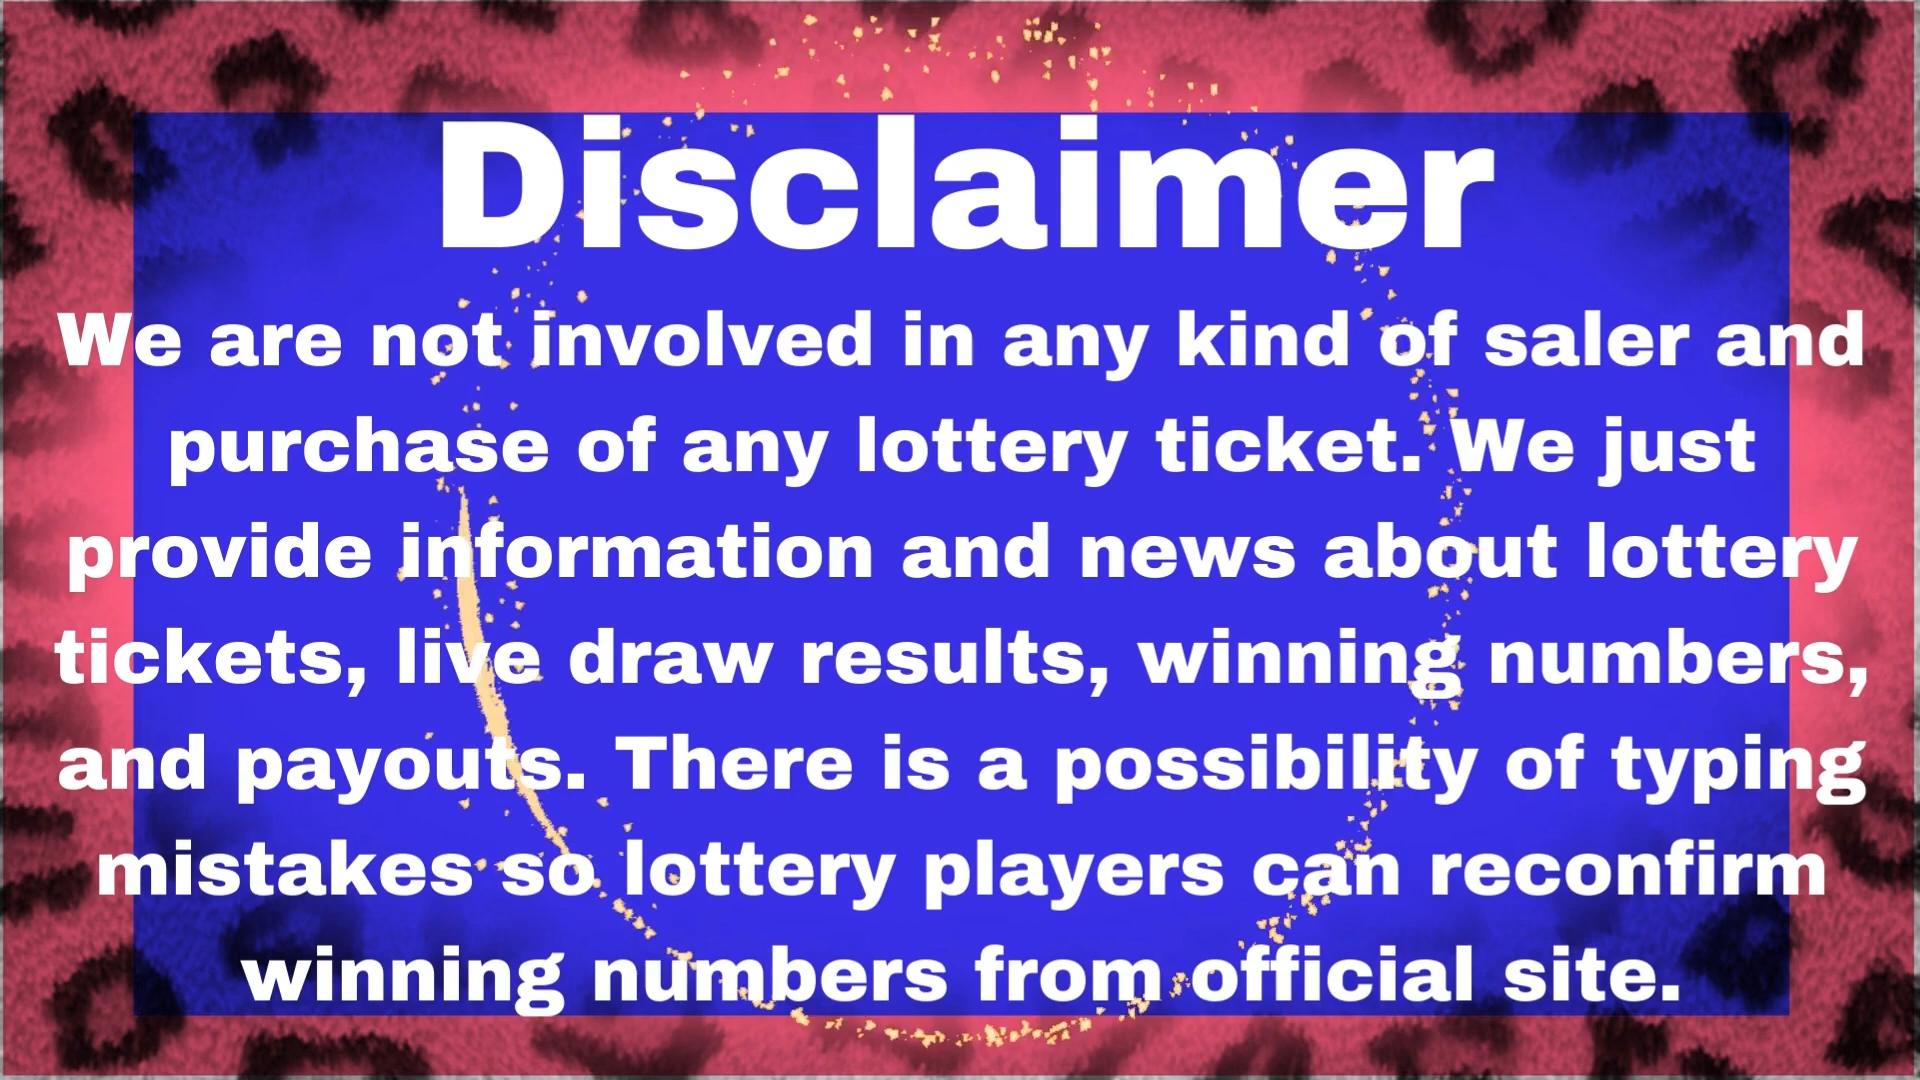 Disclaimer
We are not involved in any kind of saler and
purchase of any lottery ticket. We just
provide information and news about lottery
tickets, live draw results, winning numbers,
and payouts. There is a possibility of typing
mistakes so lottery players can reconfirm
winning numbers from official site.